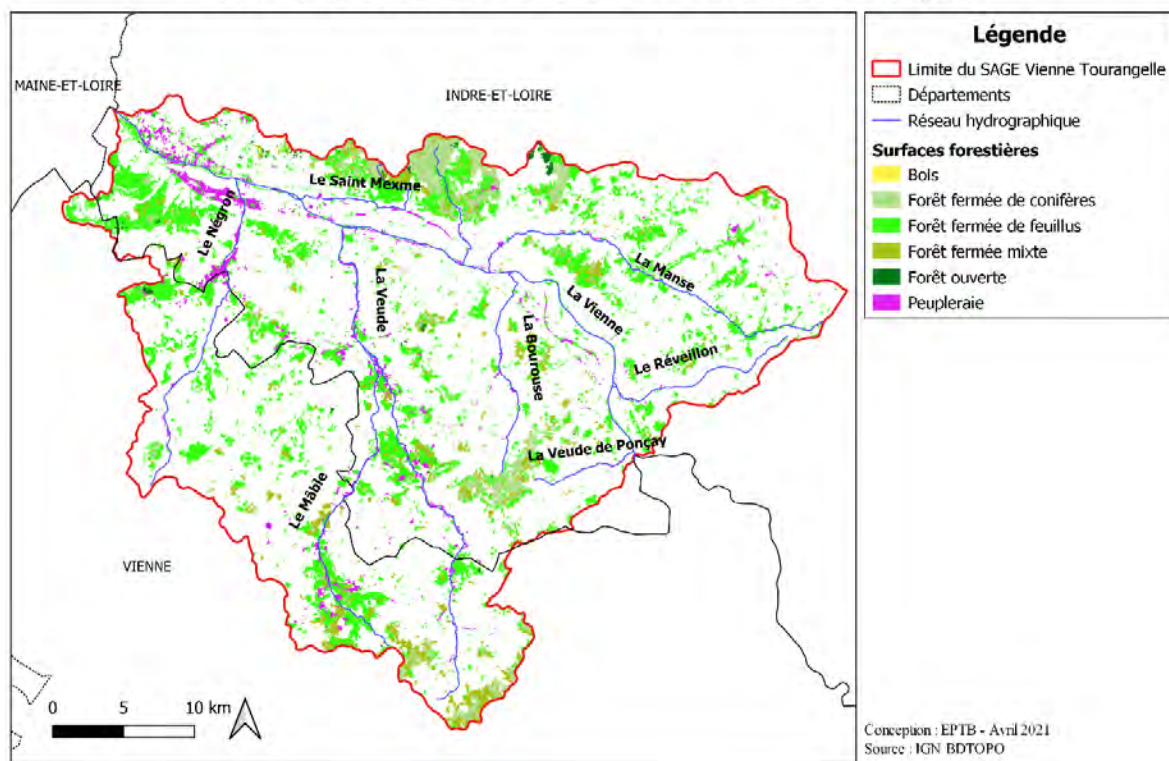 MAINE-ET-LOIRE
INDRE-ET-LOIRE
Le Saint Mexme
Le Négron
La Veude
La Manse
La Vienne
La Bourouse
Le Réveillon
La Veude de Ponçay
Le Mâble
VIENNE
0 5 10 km
Légende
Limite du SAGE Vienne Tourangelle
Départements
Réseau hydrographique
Surfaces forestières
Bois
Forêt fermée de conifères
Forêt fermée de feuillus
Forêt fermée mixte
Forêt ouverte
Peupleraie
Conception : EPTB - Avril 2021
Source : IGN BDTOPO